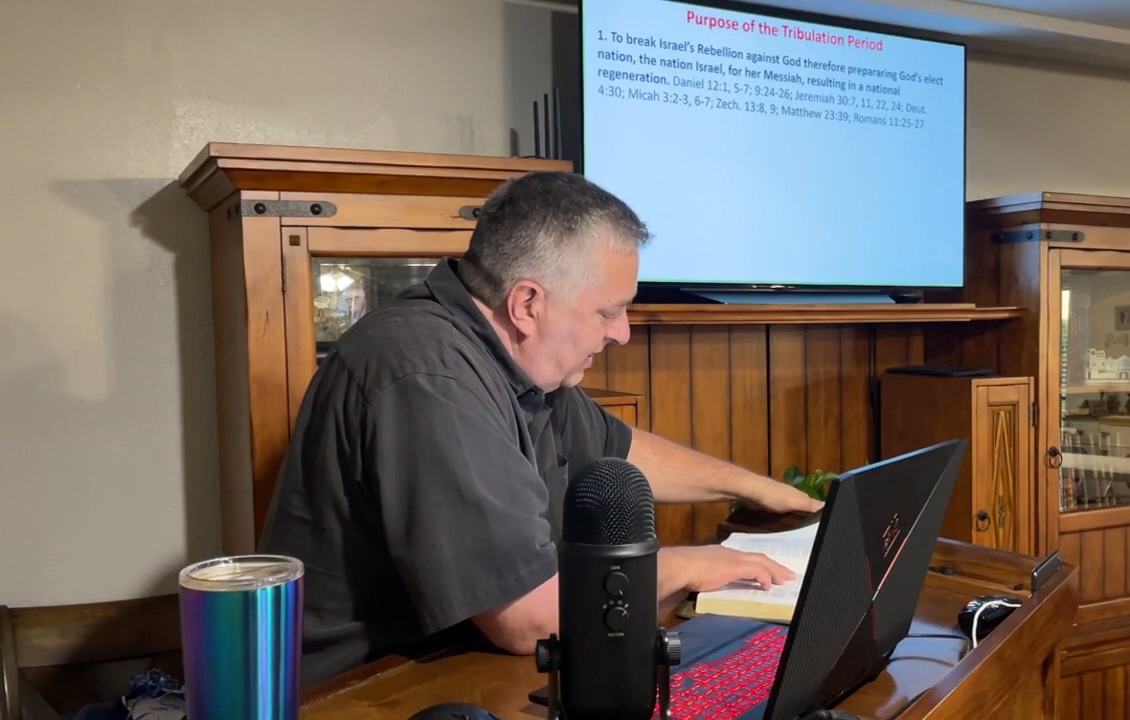 Purpose of the Tribulation Period
1. To break Israel's Rebellion against God therefore prepararing God's elect
nation, the nation Israel, for her Messiah, resulting in a national
regeneration. Daniel 12:1, 5-7; 9:24-26; Jeremiah 30:7, 11, 22, 24; Deut.
4:30; Micah 3:2-3, 6-7; Zech. 13:8, 9; Matthew 23:39; Romans 11:25-27